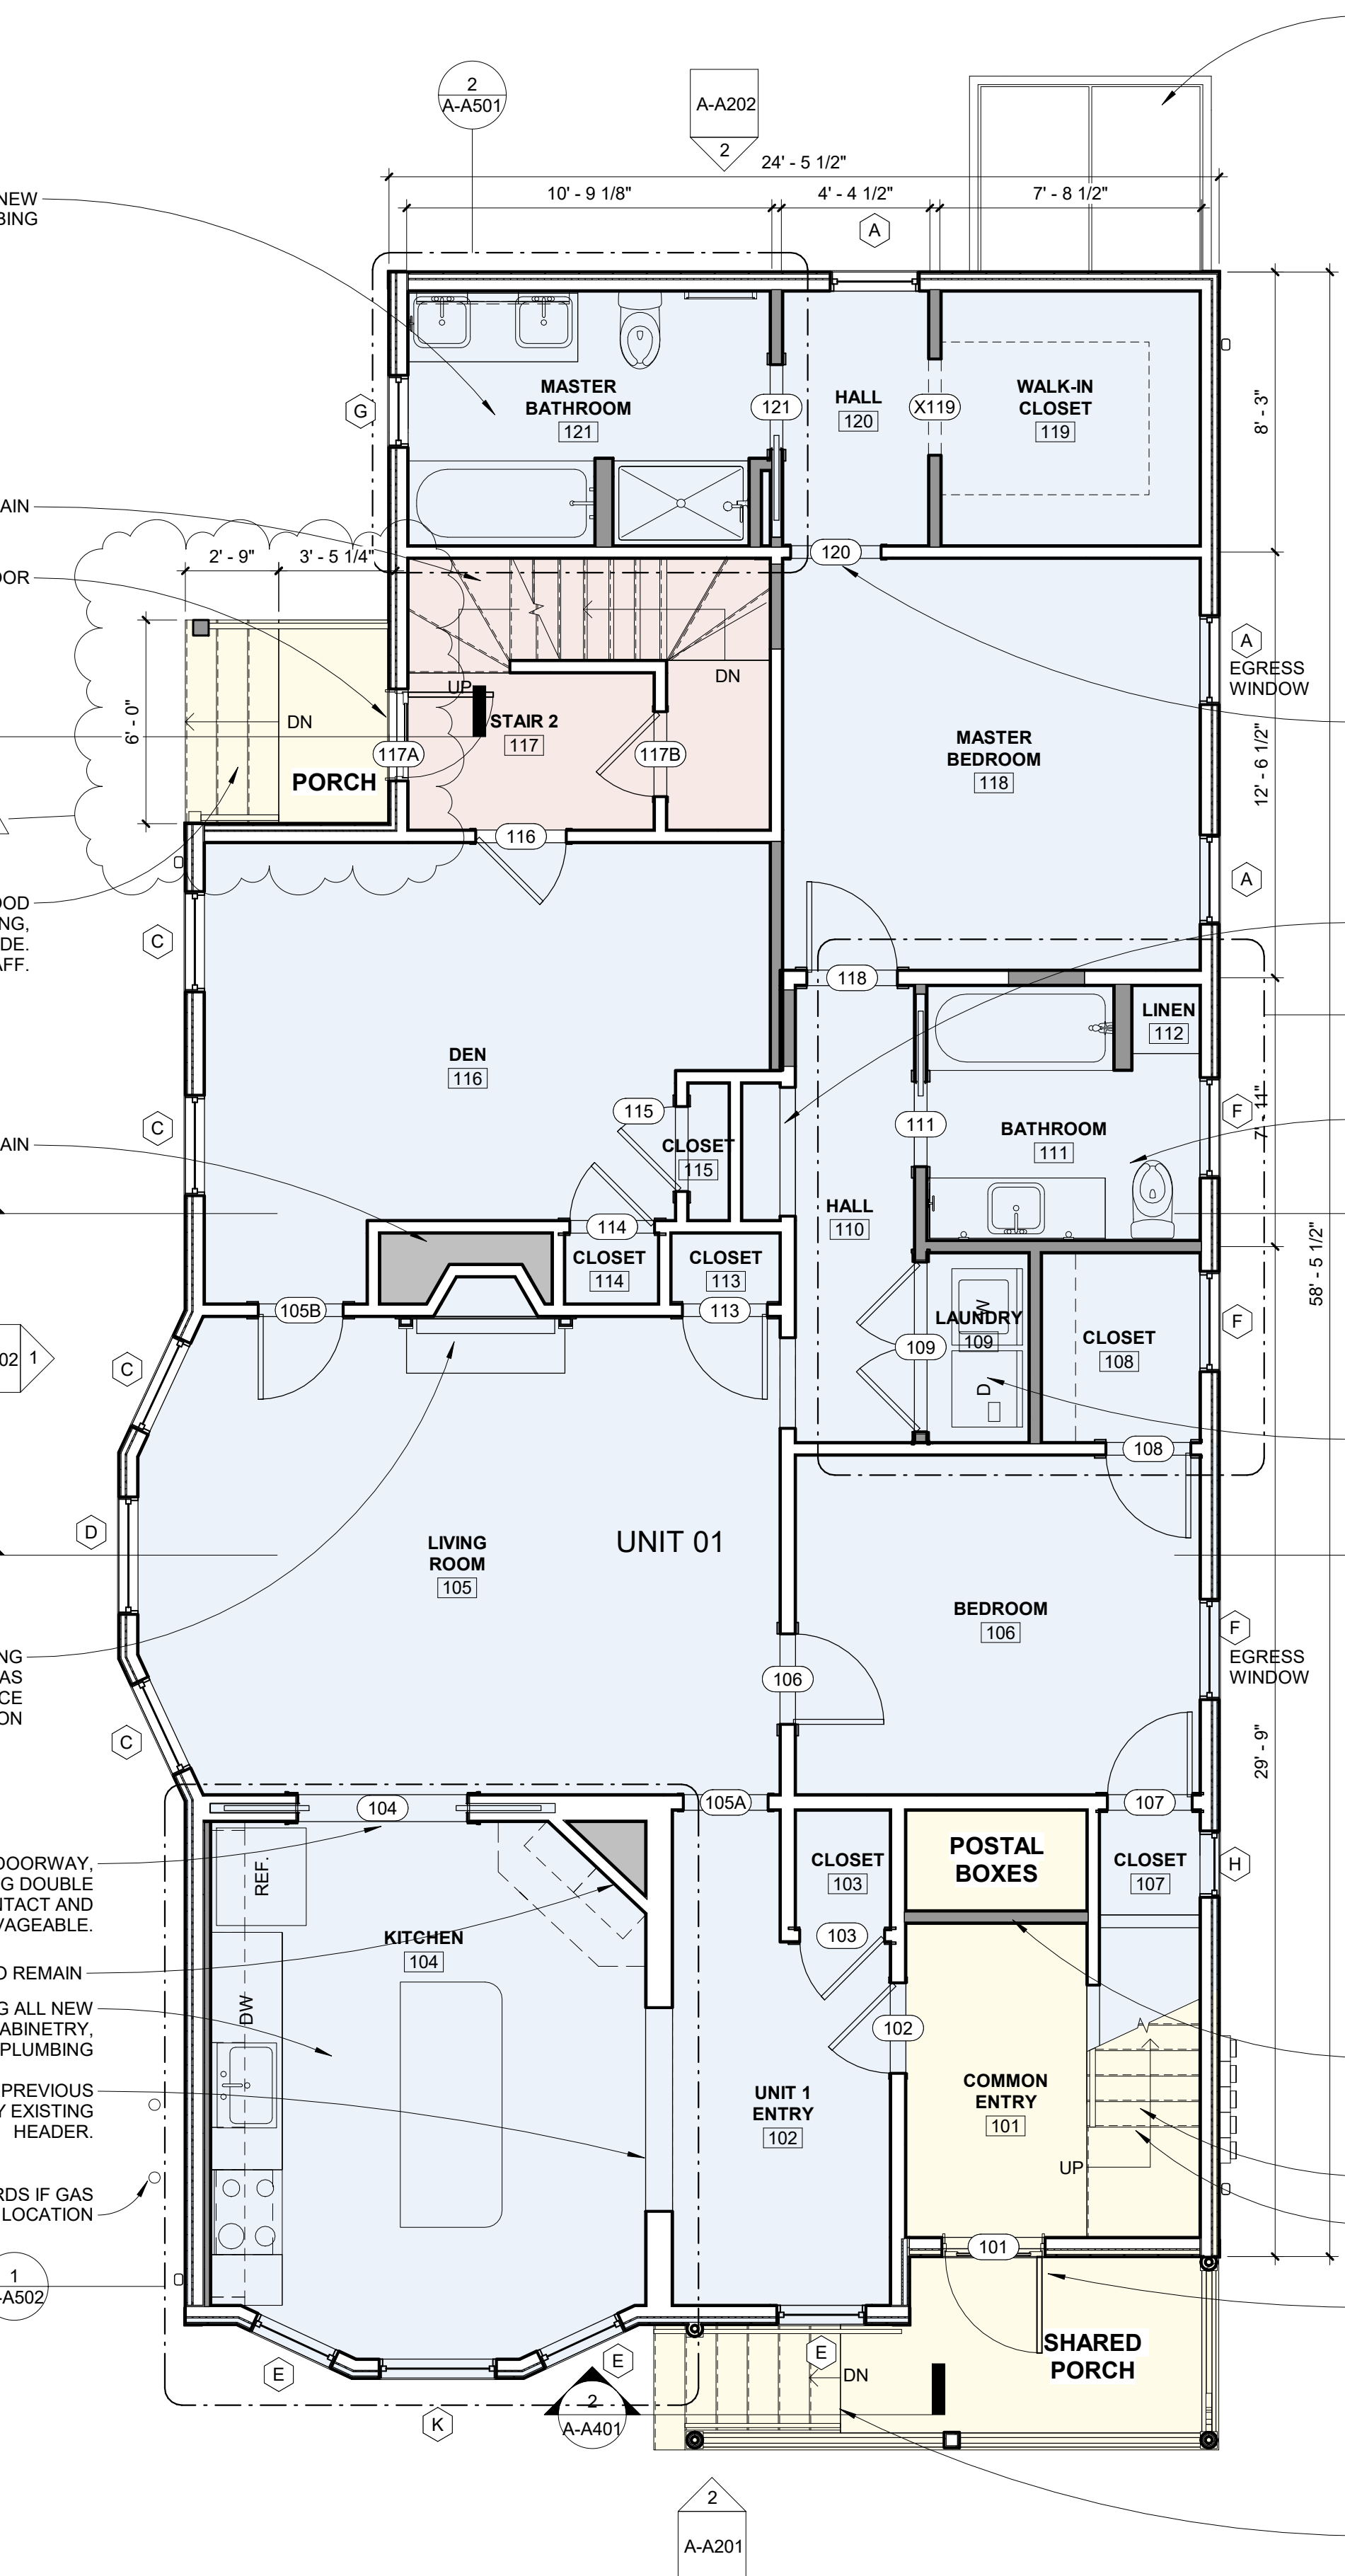 2
A-A501
A-A202
2
24' - 5 1/2"
10' - 9 1/8"
4' - 4 1/2"
7' - 8 1/2"
A
NEW
BING
G
MASTER
BATHROOM
121
121
HALL
120
X119
WALK-IN
CLOSET
119
8' - 3"
AIN
2' - 9"
3' - 5 1/4"
120
OOR
A
EGRESS
WINDOW
UP
DN
6' - 0"
DN
STAIR 2
117
117A
117B
PORCH
MASTER
BEDROOM
118
12' - 6 1/2"
116
A
OOD
ING,
DE.
AFF.
C
118
LINEN
112
DEN
116
C
115
CLOSET
115
111
BATHROOM
111
F
7' - 11"
AIN
HALL
110
114
CLOSET
114
CLOSET
113
105B
113
W
LAUNDRY
109
109
D
CLOSET
108
F
58' - 5 1/2"
02
1
C
108
D
LIVING
ROOM
105
UNIT 01
BEDROOM
106
F
EGRESS
WINDOW
NG
AS
CE
ON
106
C
29' - 9"
104
105A
107
DOORWAY,
NG DOUBLE
NTACT AND
VAGEABLE.
REF.
CLOSET
103
POSTAL
BOXES
CLOSET
107
H
KITCHEN
104
103
O REMAIN
G ALL NEW
ABINETRY,
PLUMBING
DW
102
PREVIOUS
Y EXISTING
HEADER.
UNIT 1
ENTRY
102
COMMON
ENTRY
101
UP
RDS IF GAS
LOCATION
101
1
-A502
E
E
E
DN
SHARED
PORCH
K
2
A-A401
2
A-A201